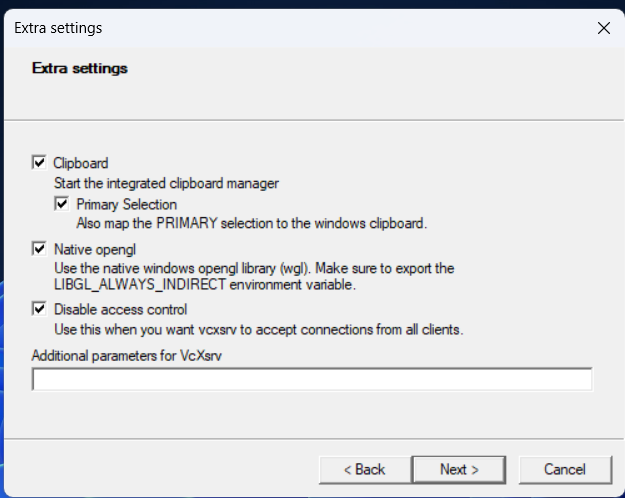 Extra settings
Extra settings
Clipboard
Start the integrated clipboard manager
Primary Selection
Also map the PRIMARY selection to the windows clipboard.
Native opengl
Use the native windows opengl library (wgl). Make sure to export the
LIBGL_ALWAYS_INDIRECT environment variable.
Disable access control
Use this when you want vcxsrv to accept connections from all clients.
Additional parameters for VcXsrv
< Back Next > Cancel